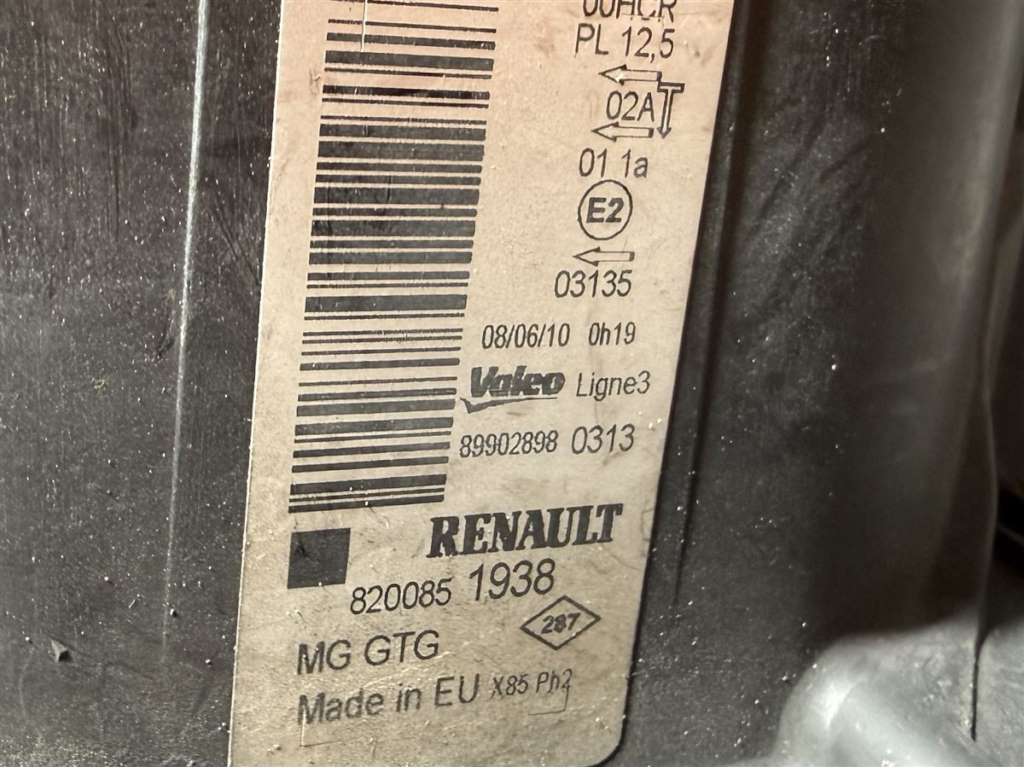 00HCR
PL 12,5
02A
01 1a
E2
03135
08/06/10 0h19
Valeo Ligne3
89902898 0313
RENAULT
820085 1938
287
MG GTG
Made in EU X85 Ph2